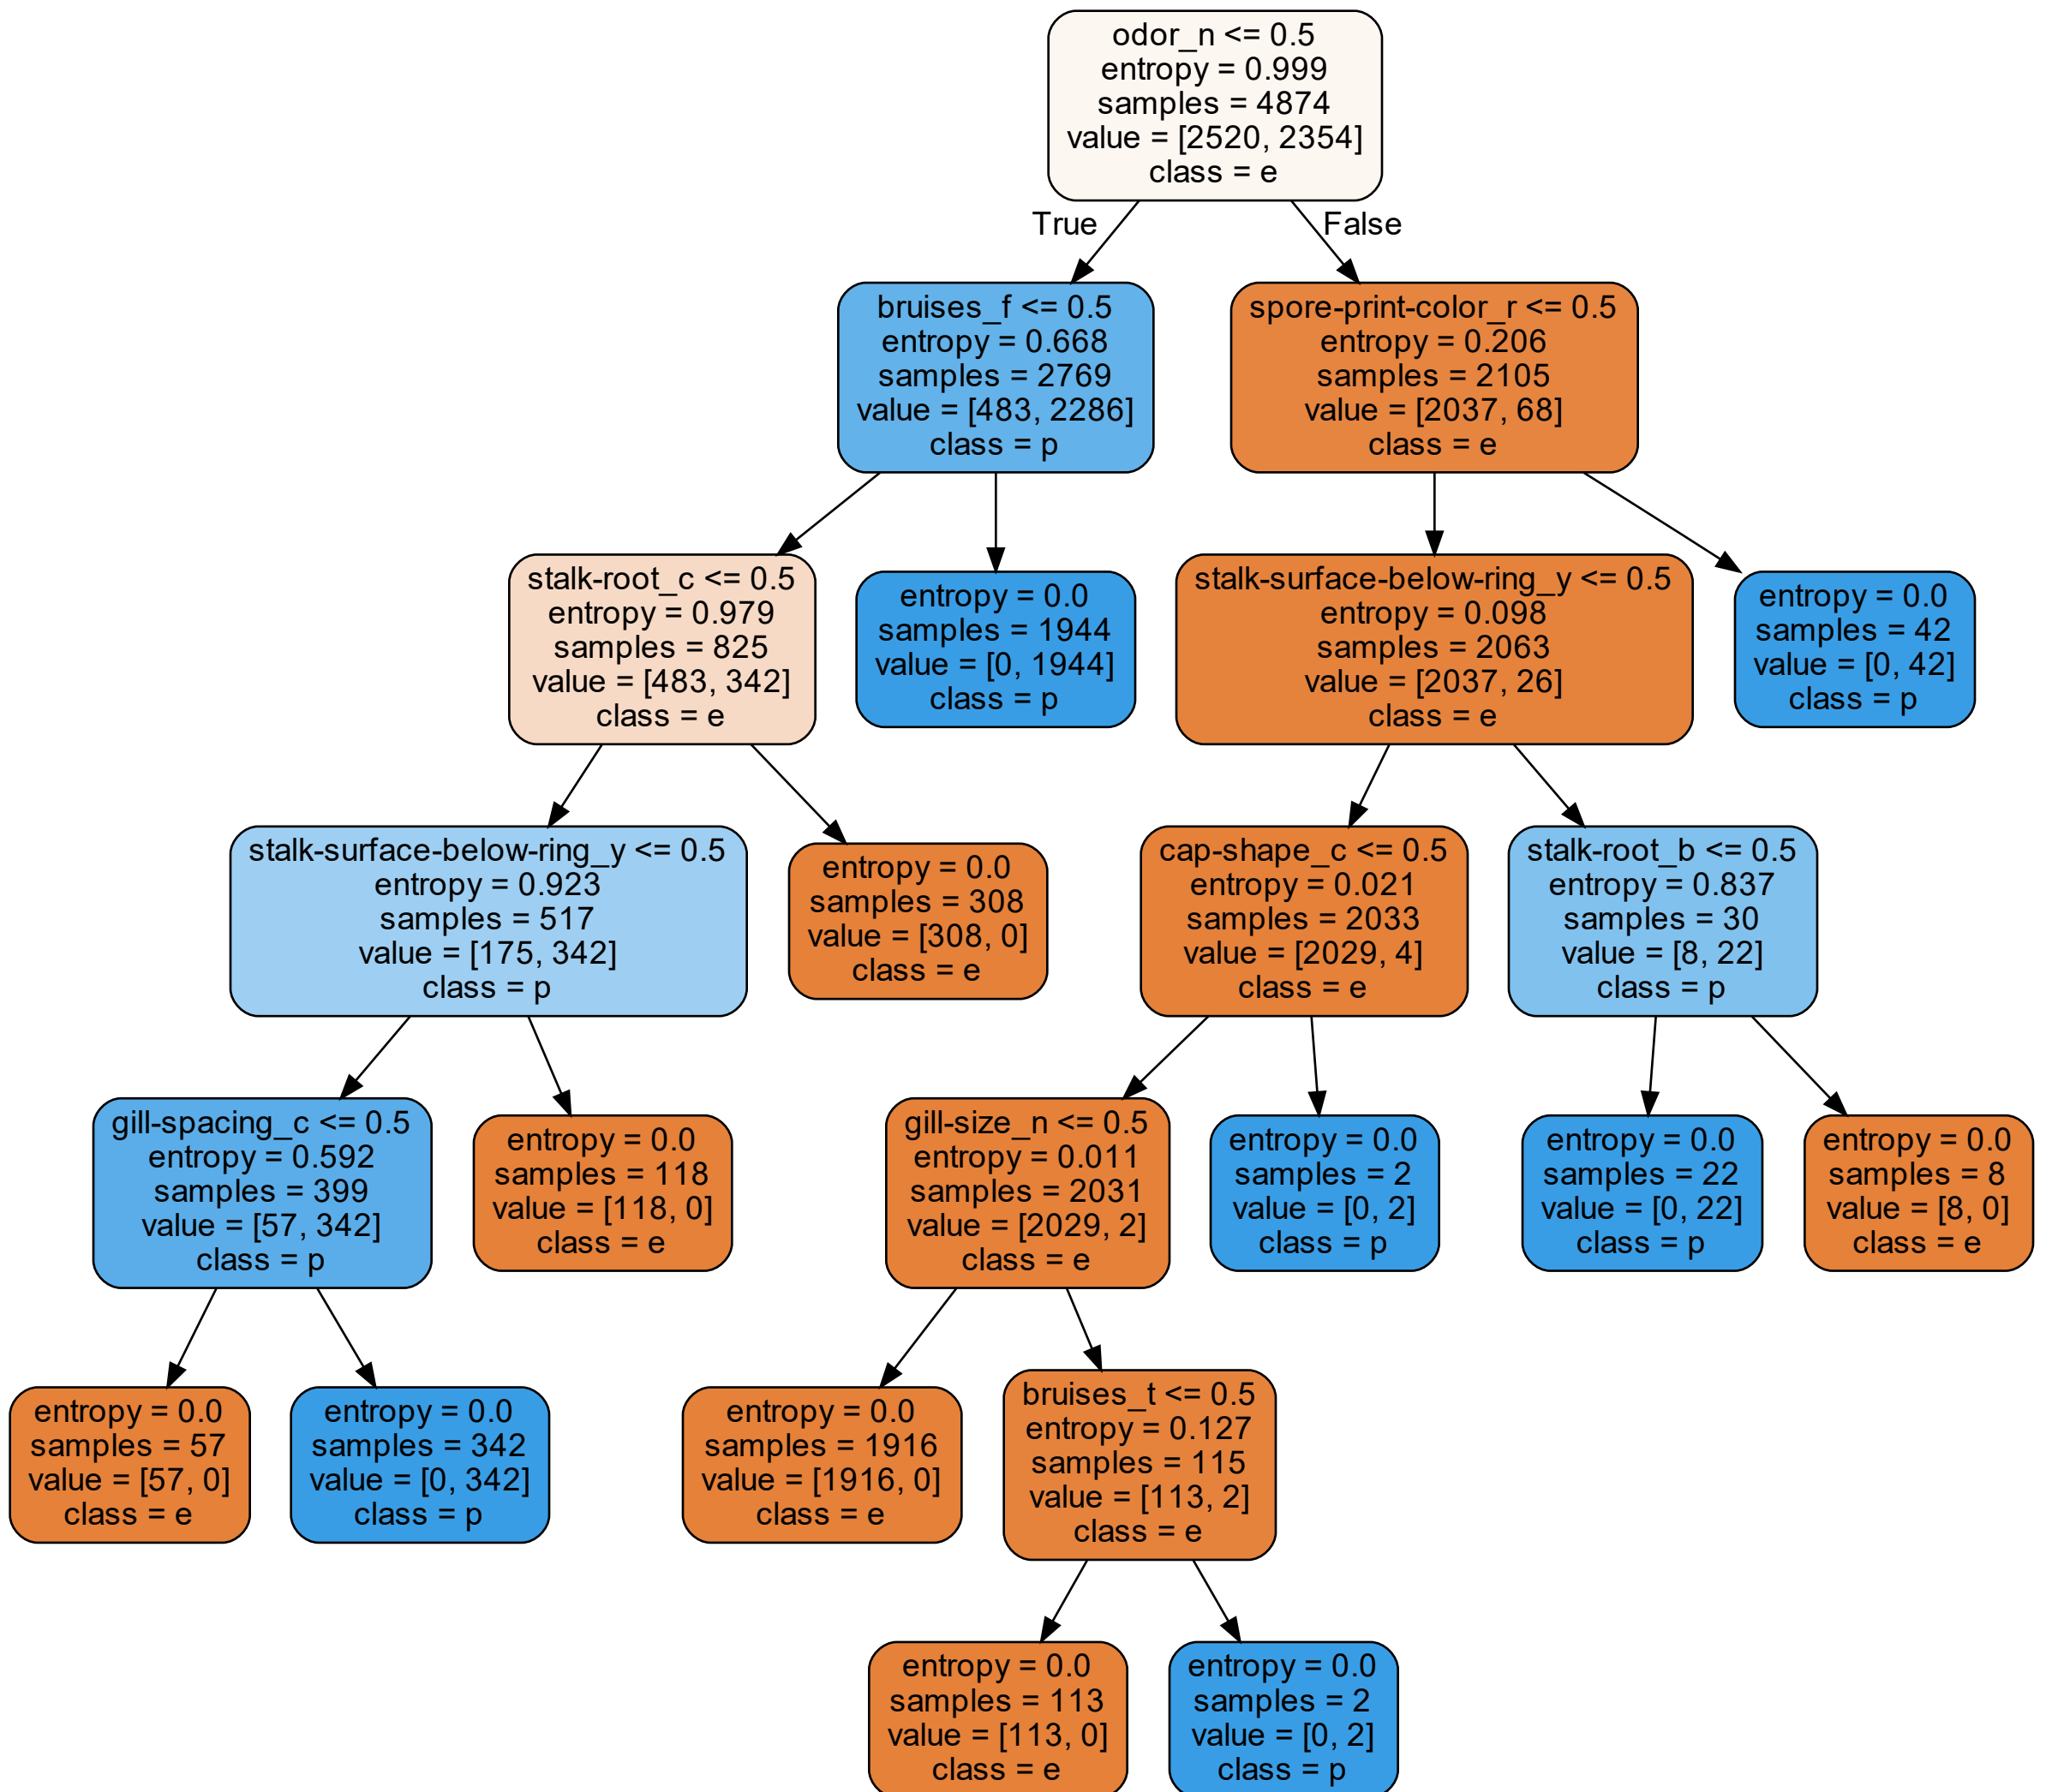 odor_n <= 0.5
entropy = 0.999
samples = 4874
value = [2520, 2354]
class = e
True
False
bruises_f <= 0.5
entropy = 0.668
samples = 2769
value = [483, 2286]
class = p
spore-print-color_r <= 0.5
entropy = 0.206
samples = 2105
value = [2037, 68]
class = e
stalk-root_c <= 0.5
entropy = 0.979
samples = 825
value = [483, 342]
class = e
entropy = 0.0
samples = 1944
value = [0, 1944]
class = p
stalk-surface-below-ring_y <= 0.5
entropy = 0.098
samples = 2063
value = [2037, 26]
class = e
entropy = 0.0
samples = 42
value = [0, 42]
class = p
stalk-surface-below-ring_y <= 0.5
entropy = 0.923
samples = 517
value = [175, 342]
class = p
entropy = 0.0
samples = 308
value = [308, 0]
class = e
cap-shape_c <= 0.5
entropy = 0.021
samples = 2033
value = [2029, 4]
class = e
stalk-root_b <= 0.5
entropy = 0.837
samples = 30
value = [8, 22]
class = p
gill-spacing_c <= 0.5
entropy = 0.592
samples = 399
value = [57, 342]
class = p
entropy = 0.0
samples = 118
value = [118, 0]
class = e
gill-size_n <= 0.5
entropy = 0.011
samples = 2031
value = [2029, 2]
class = e
entropy = 0.0
samples = 2
value = [0, 2]
class = p
entropy = 0.0
samples = 22
value = [0, 22]
class = p
entropy = 0.0
samples = 8
value = [8, 0]
class = e
entropy = 0.0
samples = 57
value = [57, 0]
class = e
entropy = 0.0
samples = 342
value = [0, 342]
class = p
entropy = 0.0
samples = 1916
value = [1916, 0]
class = e
bruises_t <= 0.5
entropy = 0.127
samples = 115
value = [113, 2]
class = e
entropy = 0.0
samples = 113
value = [113, 0]
class = e
entropy = 0.0
samples = 2
value = [0, 2]
class = p